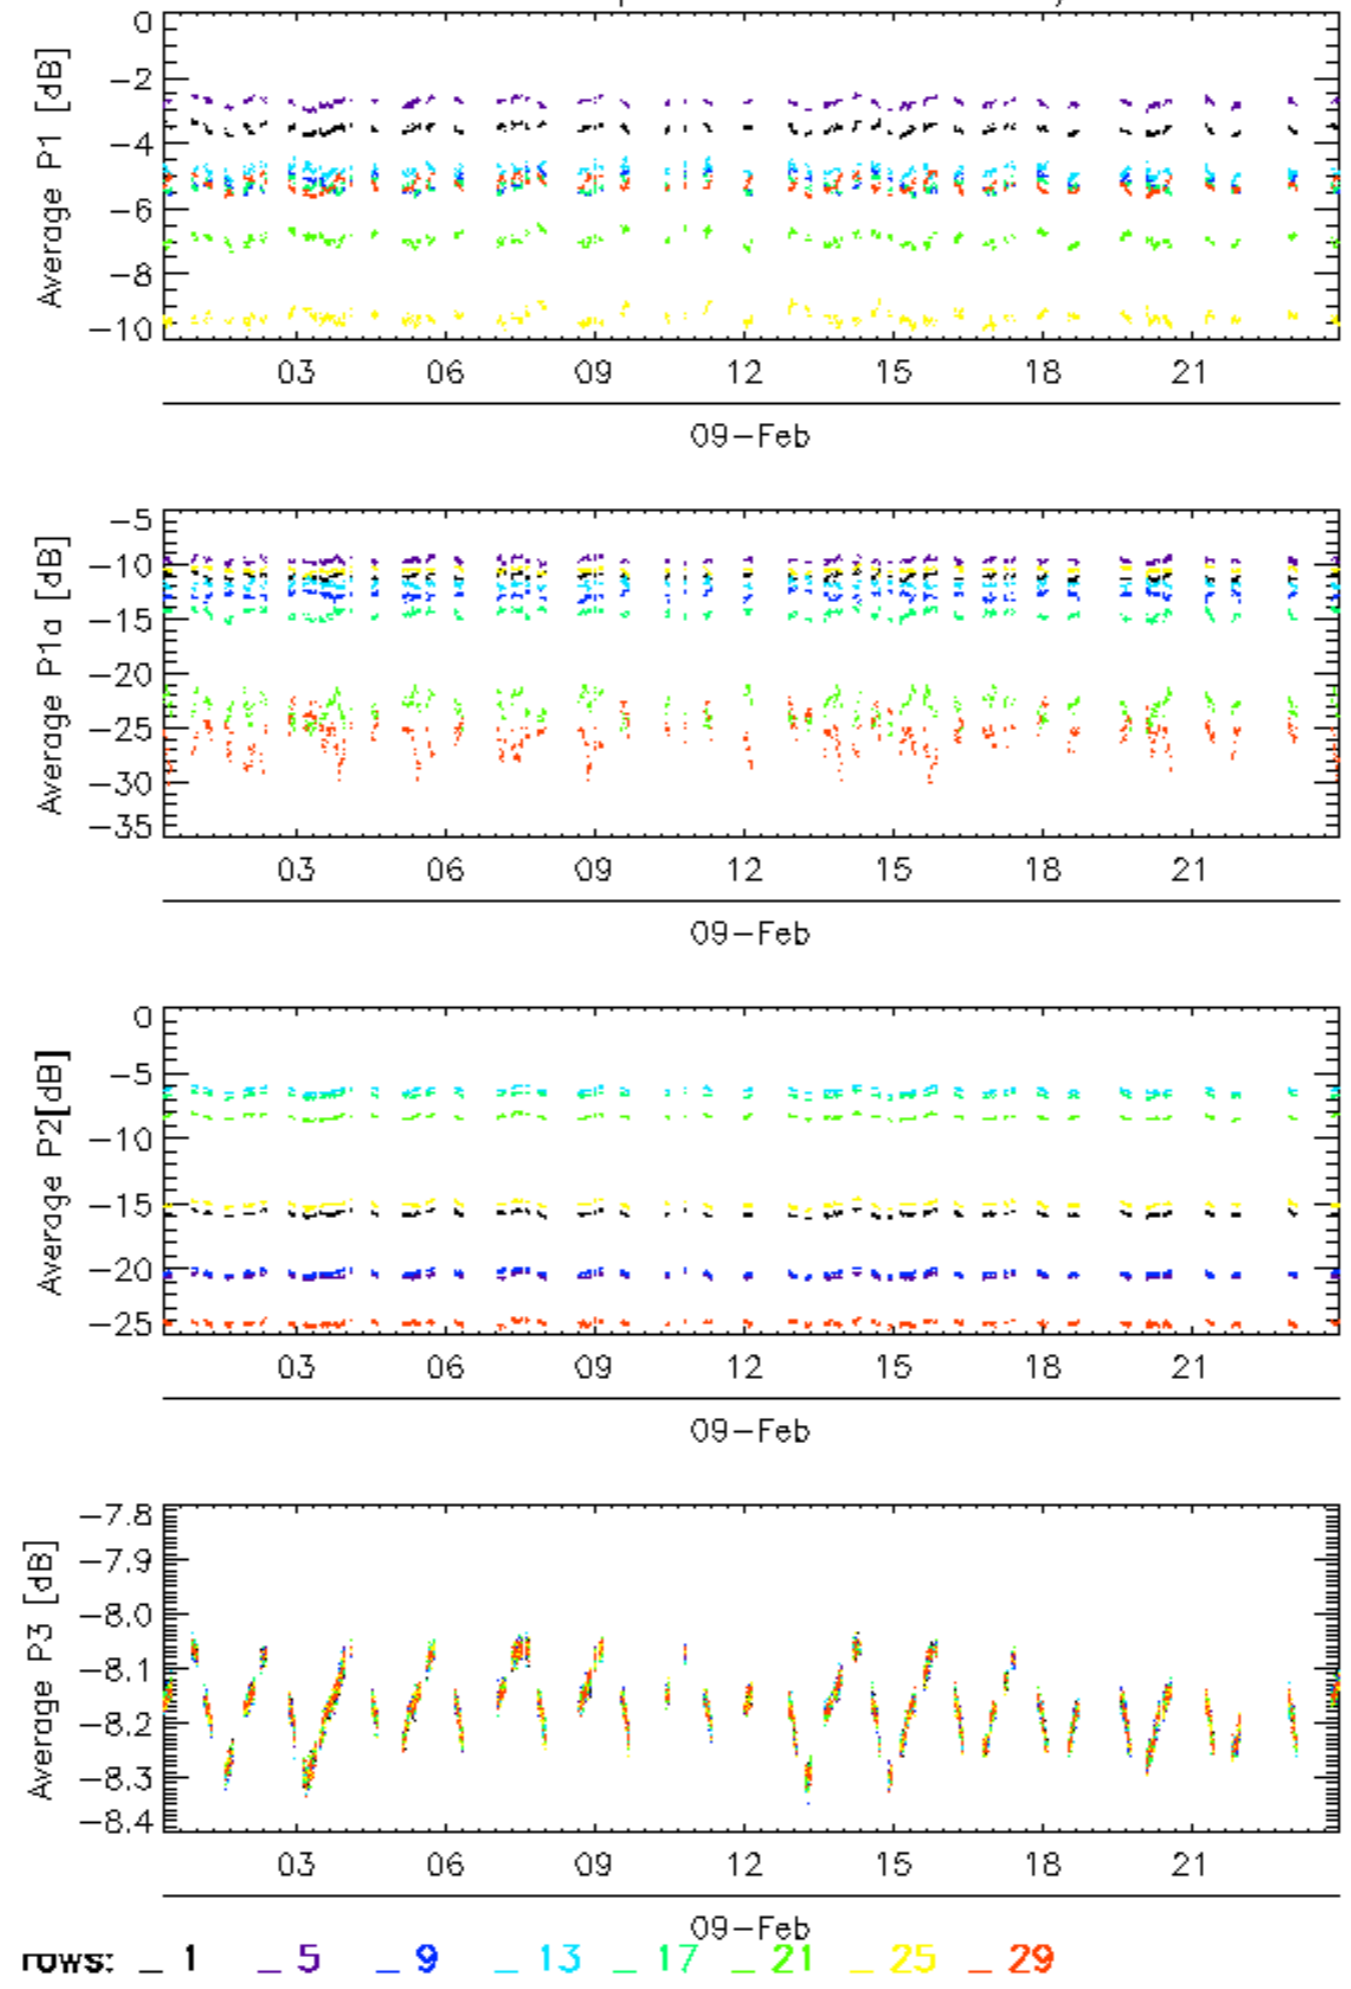 0
−2
−4
−6
−8
−10
Average P1 [dB]
03 06 09 12 15 18 21
09−Feb
−5
−10
−15
−20
−25
−30
−35
Average P1a [dB]
03 06 09 12 15 18 21
09−Feb
0
−5
−10
−15
−20
−25
Average P2[dB]
03 06 09 12 15 18 21
09−Feb
−7.8
−7.9
−8.0
−8.1
−8.2
−8.3
−8.4
Average P3 [dB]
03 06 09 12 15 18 21
09−Feb
rows: _ 1 _ 5 _ 9 _ 13 _ 17 _ 21 _ 25 _ 29